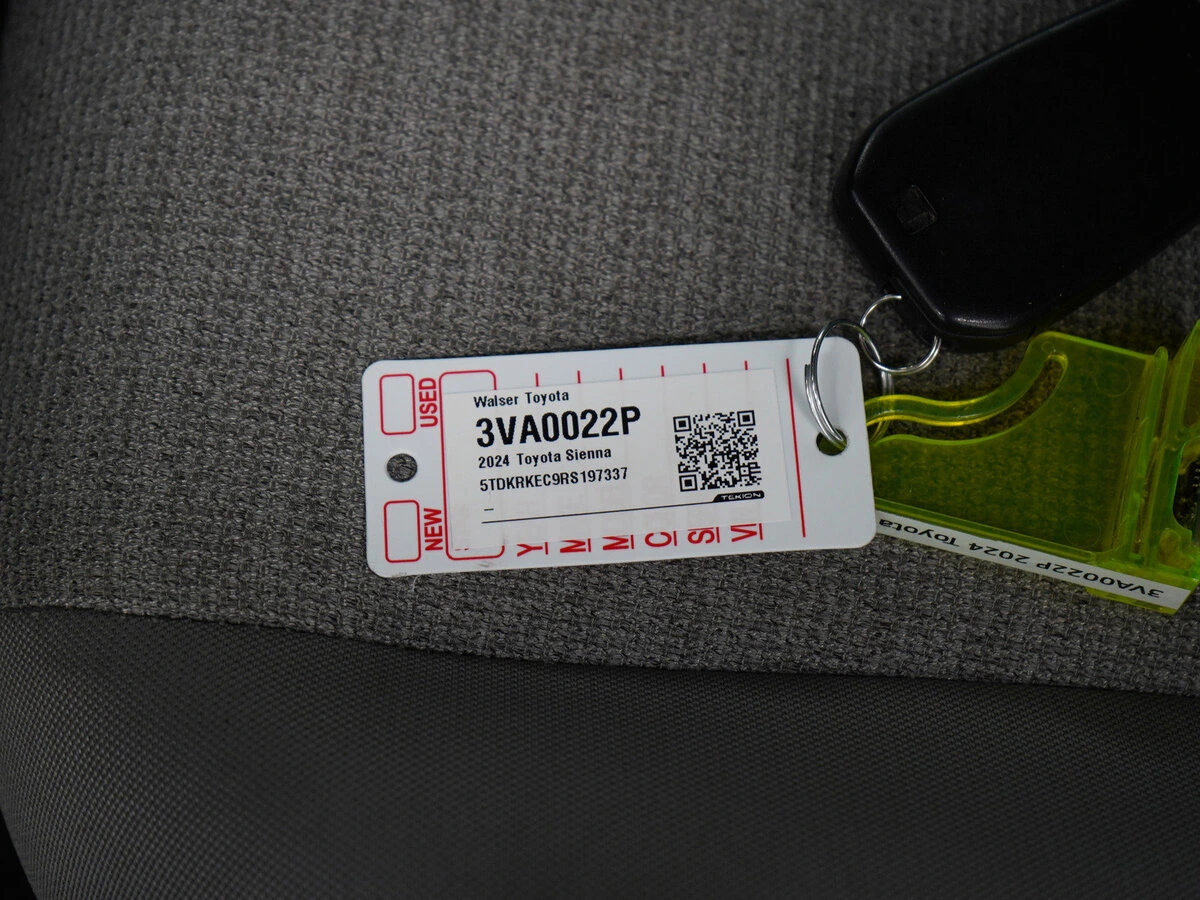 Walser Toyota
3VA0022P
2024 Toyota Sienna
5TDKRKEC9RS197337
–
TEKION
USED
NEW
Y
M
M
C
3VA0022P 2024 Toyota